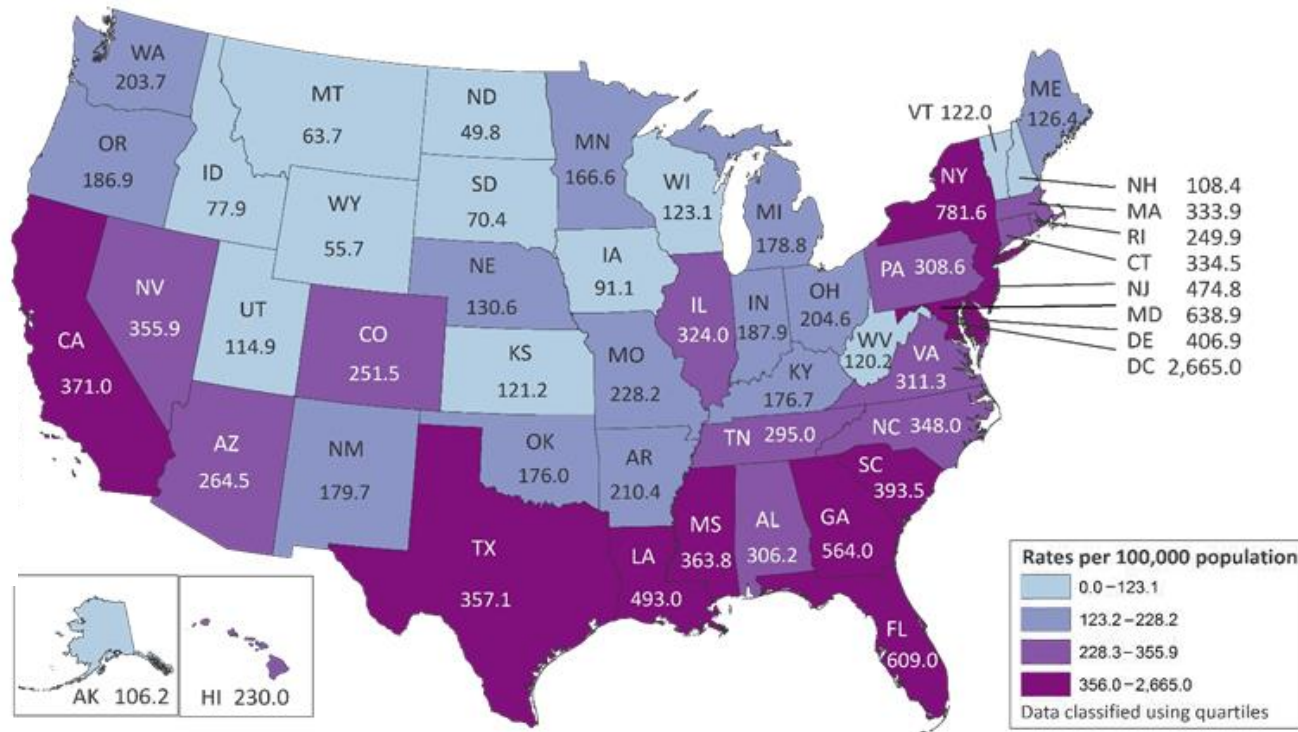 WA
203.7
OR
186.9
CA
371.0
NV
355.9
ID
77.9
MT
63.7
WY
55.7
UT
114.9
CO
251.5
AZ
264.5
NM
179.7
ND
49.8
SD
70.4
NE
130.6
KS
121.2
OK
176.0
TX
357.1
MN
166.6
IA
91.1
MO
228.2
AR
210.4
LA
493.0
WI
123.1
IL
324.0
MI
178.8
IN
187.9
OH
204.6
KY
176.7
TN 295.0
MS
363.8
AL
306.2
GA
564.0
FL
609.0
SC
393.5
NC 348.0
VA
311.3
WV
120.2
PA 308.6
NY
781.6
VT 122.0
ME
126.4
NH 108.4
MA 333.9
RI 249.9
CT 334.5
NJ 474.8
MD 638.9
DE 406.9
DC 2,665.0
AK 106.2
HI 230.0
Rates per 100,000 population
0.0–123.1
123.2–228.2
228.3–355.9
356.0–2,665.0
Data classified using quartiles